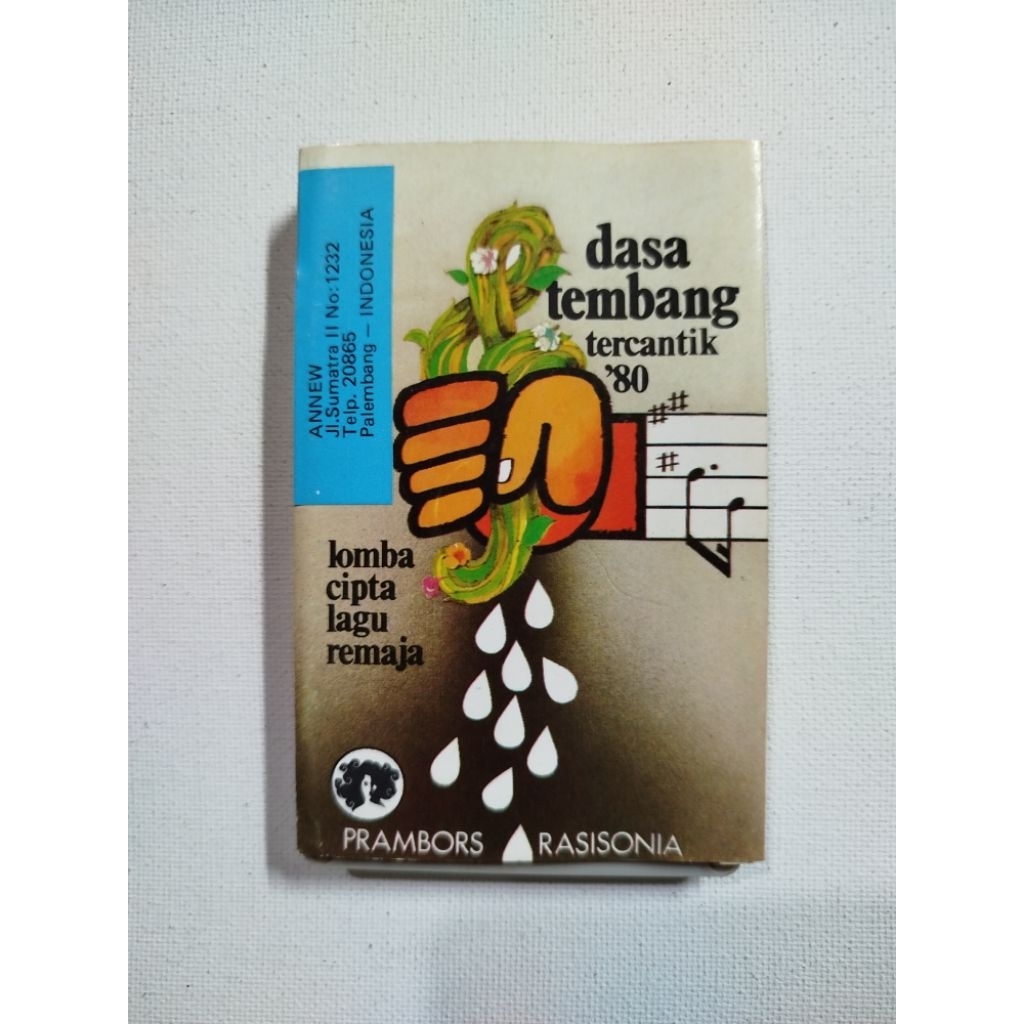 ANNEW
Jl.Sumatra II No:1232
Telp. 20865
Palembang – INDONESIA
dasa
tembang
tercantik
'80
lomba
cipta
lagu
remaja
PRAMBORS RASISONIA